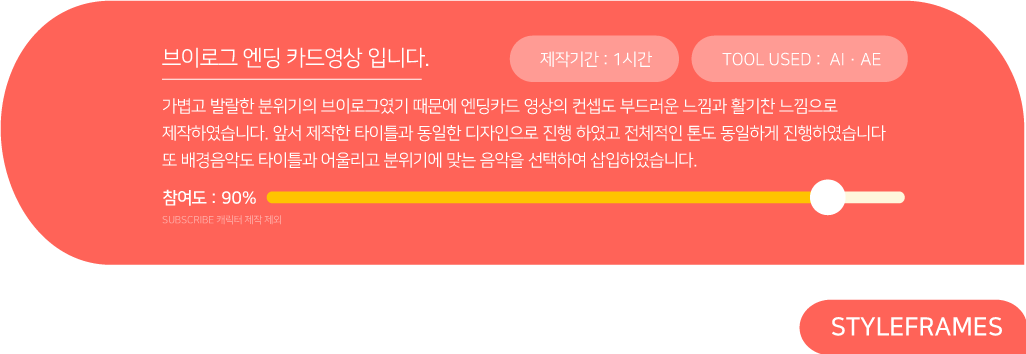 브이로그 엔딩 카드영상 입니다.
제작기간 : 1시간
TOOL USED : AI · AE
가볍고 발랄한 분위기의 브이로그였기 때문에 엔딩카드 영상의 컨셉도 부드러운 느낌과 활기찬 느낌으로
제작하였습니다. 앞서 제작한 타이틀과 동일한 디자인으로 진행 하였고 전체적인 톤도 동일하게 진행하였습니다
또 배경음악도 타이틀과 어울리고 분위기에 맞는 음악을 선택하여 삽입하였습니다.
참여도 : 90%
SUBSCRIBE 캐릭터 제작 제외
STYLEFRAMES